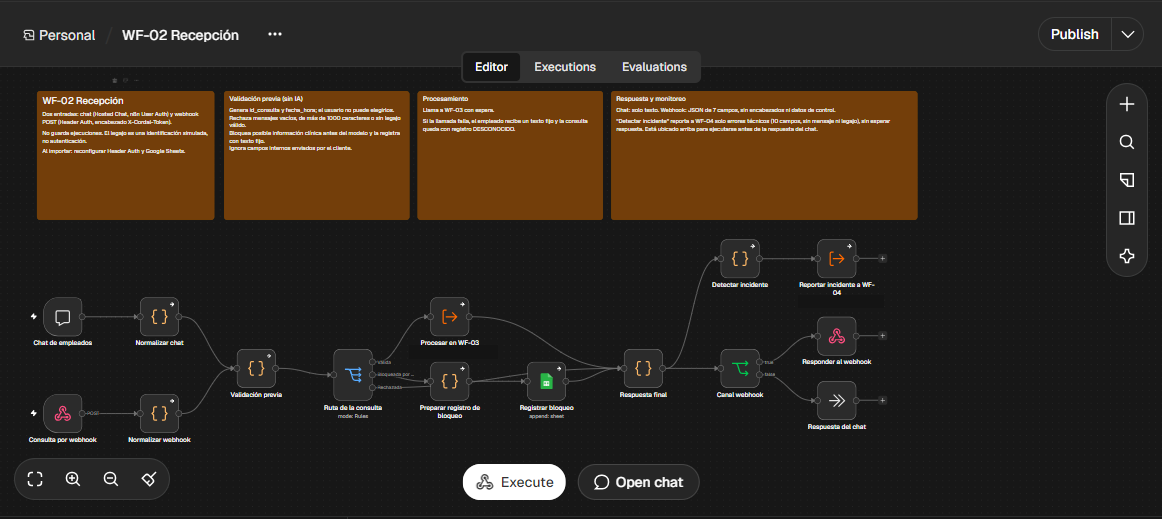 Personal / WF-02 Recepción ...
Publish
Editor Executions Evaluations
WF-02 Recepción
Dos entradas: chat (Hosted Chat, n8n User Auth) y webhook
POST (Header Auth, encabezado X-Cordal-Token).
No guarda ejecuciones. El legajo es una identificación simulada,
no autenticación.
Al importar: reconfigurar Header Auth y Google Sheets.
Validación previa (sin IA)
Genera id_consulta y fecha_hora; el usuario no puede elegirlos.
Rechaza mensajes vacíos, de más de 1000 caracteres o sin legajo
válido.
Bloquea posible información clínica antes del modelo y la registra
con texto fijo.
Ignora campos internos enviados por el cliente.
Procesamiento
Llama a WF-03 con espera.
Si la llamada falla, el empleado recibe un texto fijo y la consulta
queda con registro DESCONOCIDO.
Respuesta y monitoreo
Chat: solo texto. Webhook: JSON de 7 campos, sin encabezados ni datos de control.
"Detectar incidente" reporta a WF-04 solo errores técnicos (10 campos, sin mensaje ni legajo), sin esperar
respuesta. Está ubicado arriba para ejecutarse antes de la respuesta del chat.
Detectar incidente
Reportar incidente a WF-
04
Chat de empleados
Normalizar chat
Procesar en WF-03
Validación previa
Válida
Bloqueada por ...
Rechazada
Ruta de la consulta
mode: Rules
Preparar registro de
bloqueo
Registrar bloqueo
append: sheet
Respuesta final
Canal webhook
true
false
Responder al webhook
Respuesta del chat
POST
Consulta por webhook
Normalizar webhook
Execute
Open chat